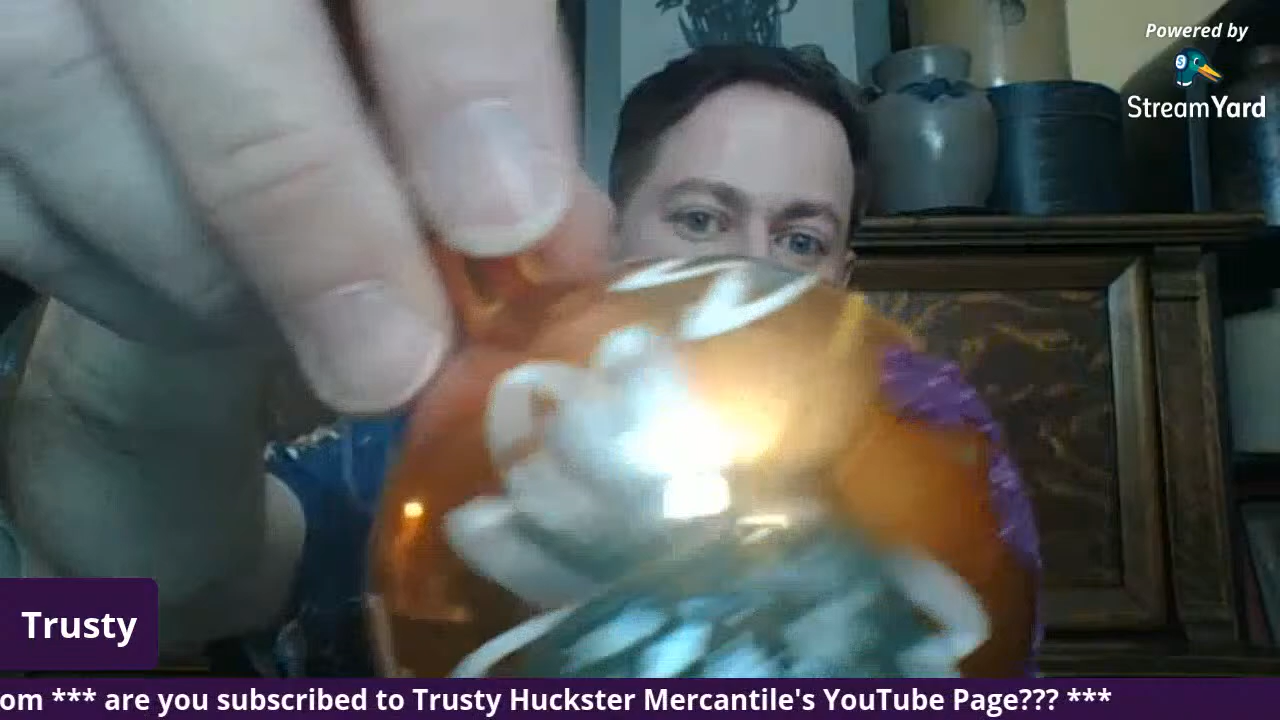 Powered by
StreamYard
Trusty
om *** are you subscribed to Trusty Huckster Mercantile's YouTube Page??? ***